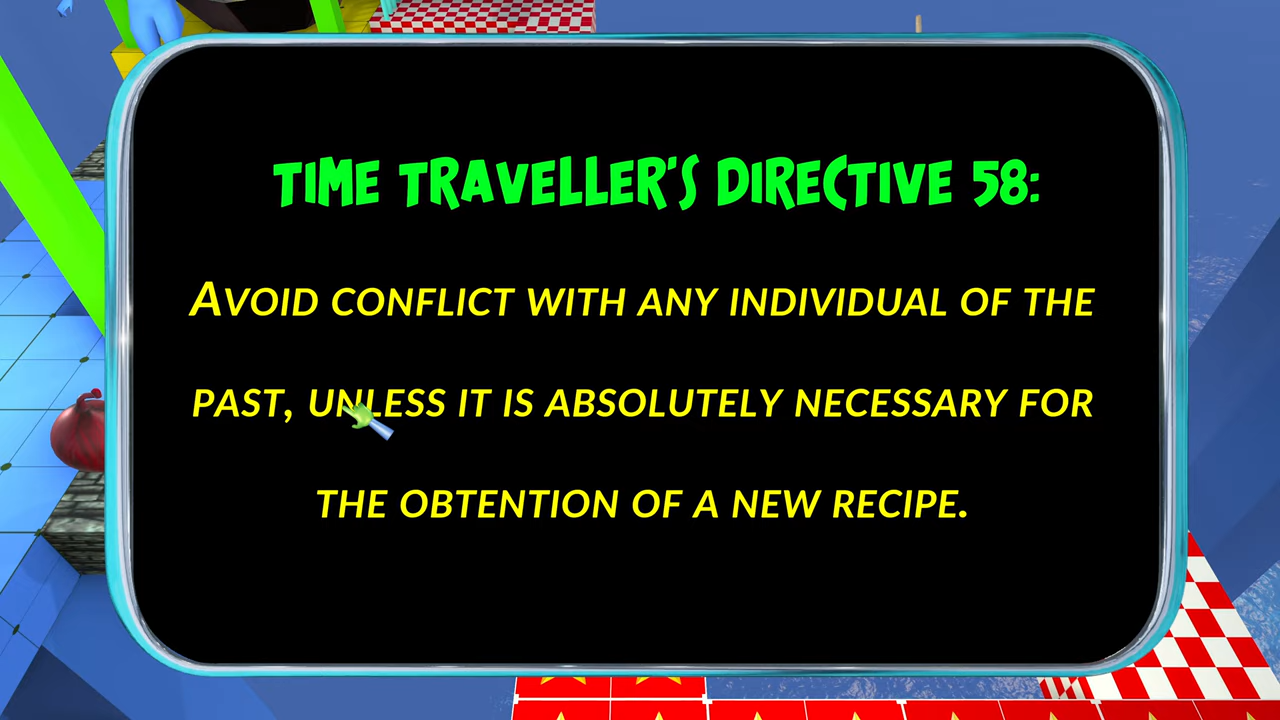 TIME TRAVELLER'S DIRECTIVE 58:
AVOID CONFLICT WITH ANY INDIVIDUAL OF THE
PAST, UNLESS IT IS ABSOLUTELY NECESSARY FOR
THE OBTENTION OF A NEW RECIPE.